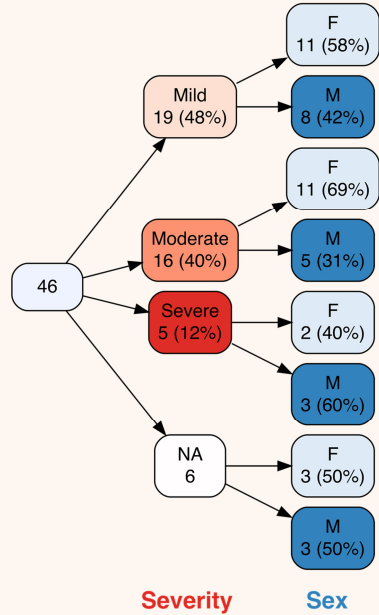 46
Mild
19 (48%)
F
11 (58%)
M
8 (42%)
Moderate
16 (40%)
F
11 (69%)
M
5 (31%)
Severe
5 (12%)
F
2 (40%)
M
3 (60%)
NA
6
F
3 (50%)
M
3 (50%)
Severity
Sex